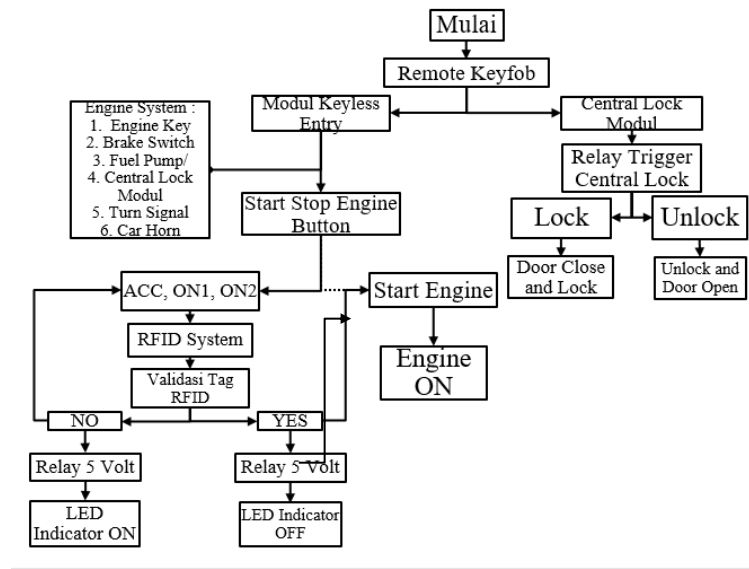 Mulai
Remote Keyfob
Modul Keyless
Entry
Central Lock
Modul
Engine System :
1. Engine Key
2. Brake Switch
3. Fuel Pump/
4. Central Lock
Modul
5. Turn Signal
6. Car Horn
Relay Trigger
Central Lock
Start Stop Engine
Button
Lock
Unlock
Door Close
and Lock
Unlock and
Door Open
ACC, ON1, ON2
Start Engine
RFID System
Engine
ON
Validasi Tag
RFID
NO
YES
Relay 5 Volt
Relay 5 Volt
LED
Indicator ON
LED Indicator
OFF